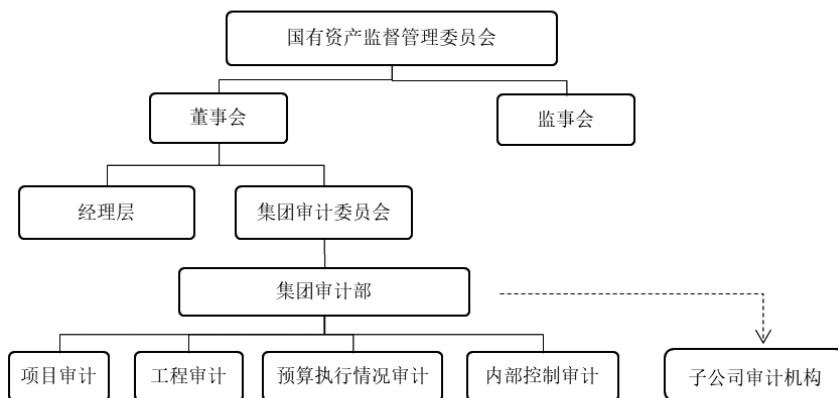 国有资产监督管理委员会
董事会
监事会
经理层
集团审计委员会
集团审计部
项目审计
工程审计
预算执行情况审计
内部控制审计
子公司审计机构